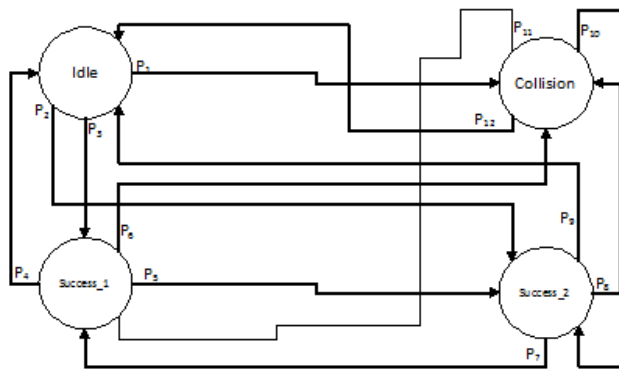 P11
P10
Idle
P1
Collision
P2
P3
P12
P6
P9
P4
Success_1
P5
Success_2
P8
P7